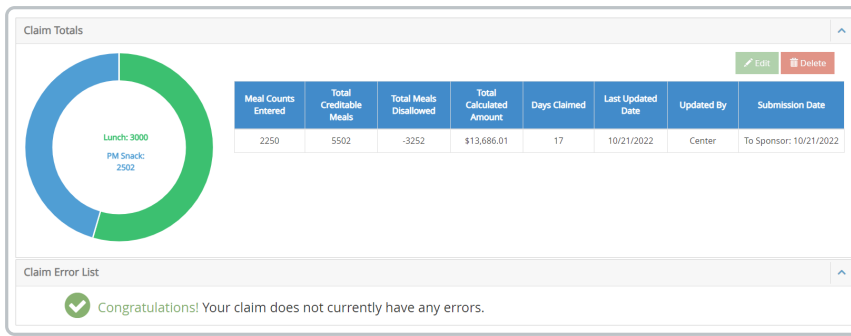 Claim Totals
Edit Delete
Lunch: 3000
PM Snack:
2502
Meal Counts Entered Total Creditable Meals Total Meals Disallowed Total Calculated Amount Days Claimed Last Updated Date Updated By Submission Date
2250 5502 -3252 $13,686.01 17 10/21/2022 Center To Sponsor: 10/21/2022
Claim Error List
Congratulations! Your claim does not currently have any errors.